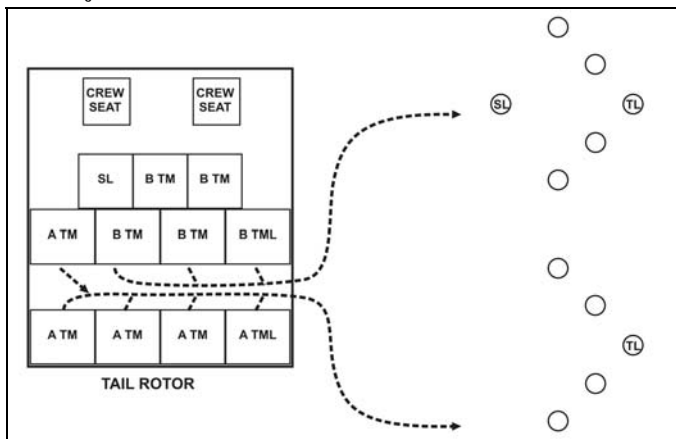 CREW SEAT
CREW SEAT
SL
TL
SL B TM B TM
A TM B TM B TM B TML
A TM A TM A TM A TML
TL
TAIL ROTOR